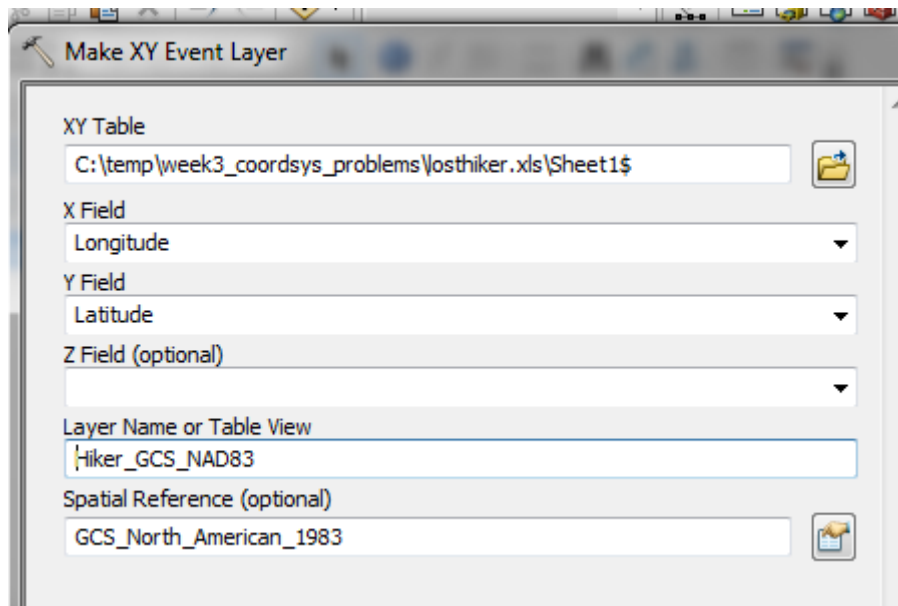 Make XY Event Layer
XY Table
C:\temp\week3_coordsys_problems\losthiker.xls\Sheet1$
X Field
Longitude
Y Field
Latitude
Z Field (optional)
Layer Name or Table View
Hiker_GCS_NAD83
Spatial Reference (optional)
GCS_North_American_1983